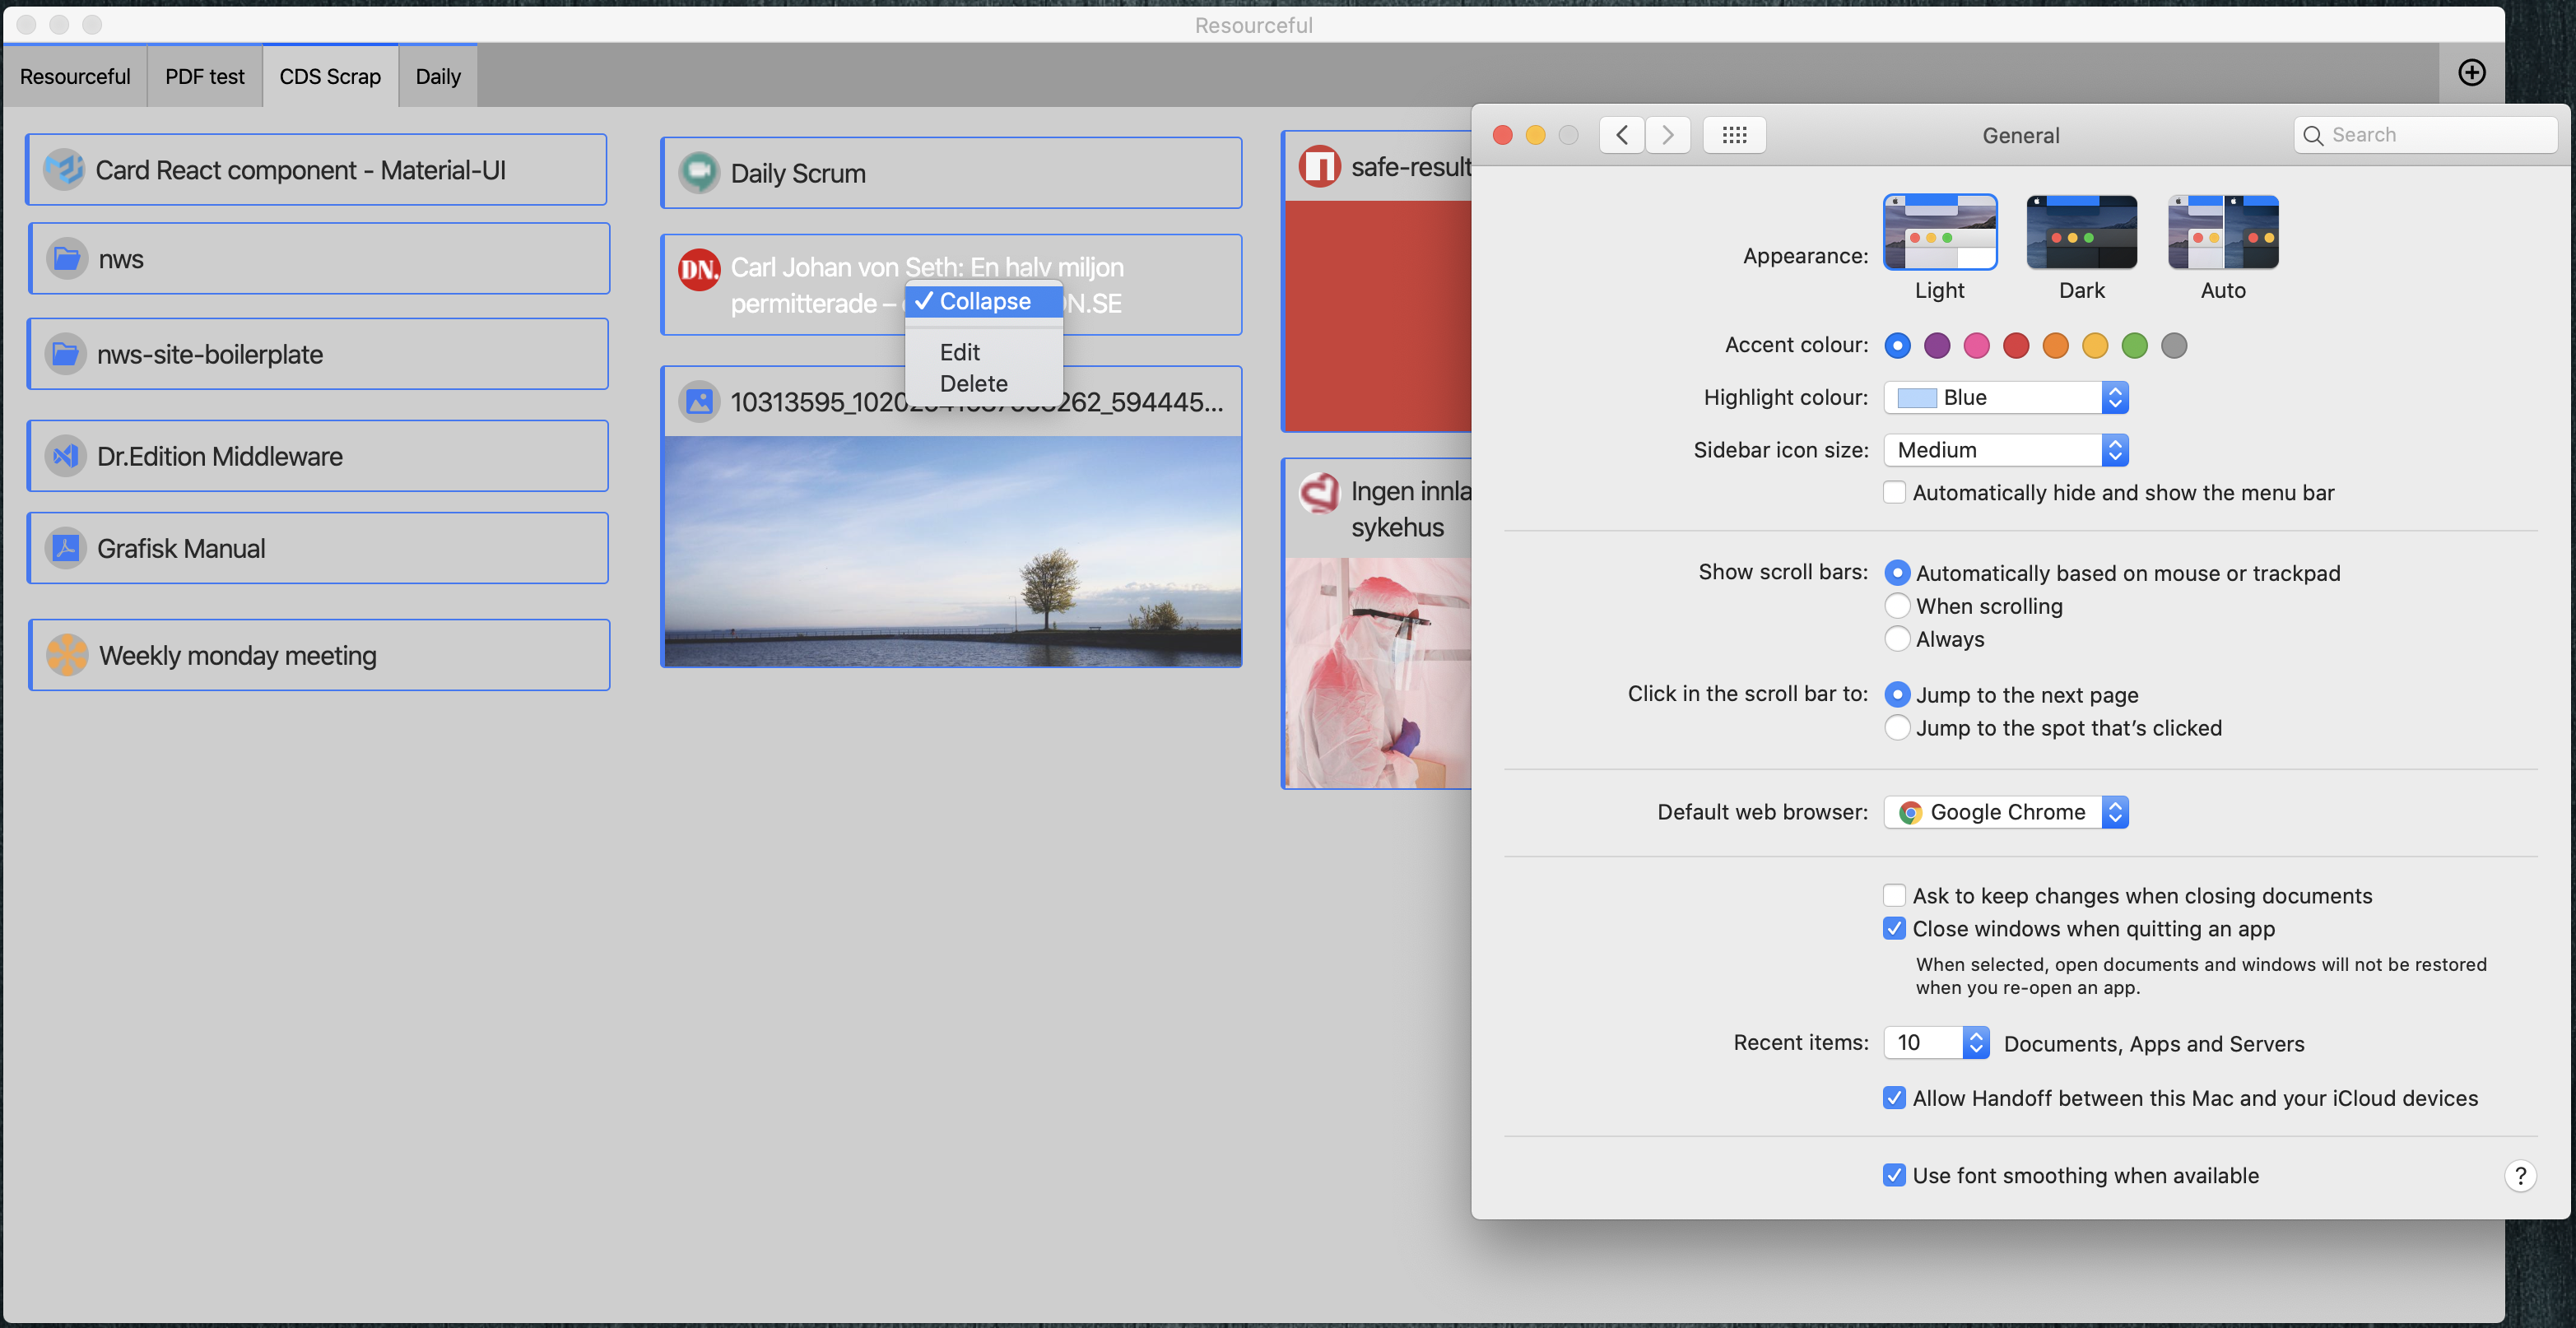 Resourceful
Resourceful
PDF test
CDS Scrap
Daily
Card React component - Material-UI
nws
nws-site-boilerplate
Dr.Edition Middleware
Grafisk Manual
Weekly monday meeting
Daily Scrum
DN.
Carl Johan von Seth: En halv miljon
permitterade – DN.SE
Collapse
Edit
Delete
safe-result
Ingen innla
sykehus
General
Search
Appearance:
Light
Dark
Auto
Accent colour:
Highlight colour:
Blue
Sidebar icon size:
Medium
Automatically hide and show the menu bar
Show scroll bars:
Automatically based on mouse or trackpad
When scrolling
Always
Click in the scroll bar to:
Jump to the next page
Jump to the spot that’s clicked
Default web browser:
Google Chrome
Ask to keep changes when closing documents
Close windows when quitting an app
When selected, open documents and windows will not be restored
when you re-open an app.
Recent items:
10
Documents, Apps and Servers
Allow Handoff between this Mac and your iCloud devices
Use font smoothing when available
?